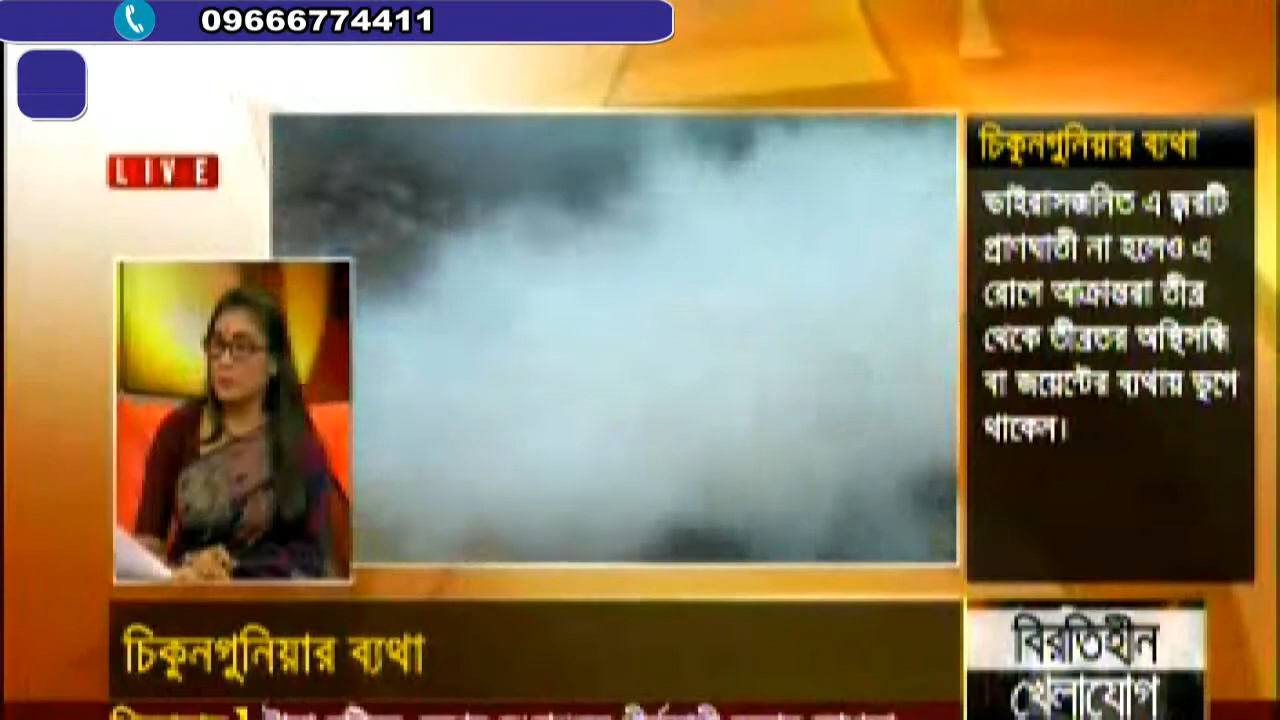 09666774411
LIVE
চিকুনগুনিয়ার ব্যথা
ভাইরাসজনিত এ জ্বরটি
প্রাণঘাতী না হলেও এ
রোগে আক্রান্তরা তীব্র
থেকে তীব্রতর অস্থিসন্ধি
বা জয়েন্টের ব্যথায় ভুগে
থাকেন।
চিকুনগুনিয়ার ব্যথা
বিরতিহীন
খেলাযোগ